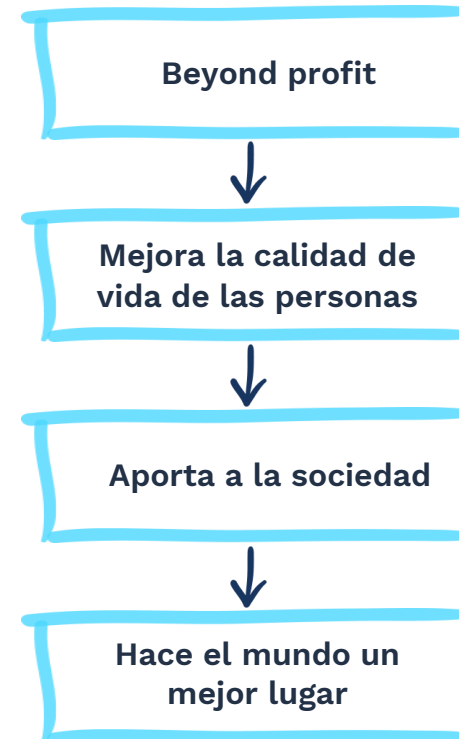 Beyond profit
Mejora la calidad de
vida de las personas
Aporta a la sociedad
Hace el mundo un
mejor lugar